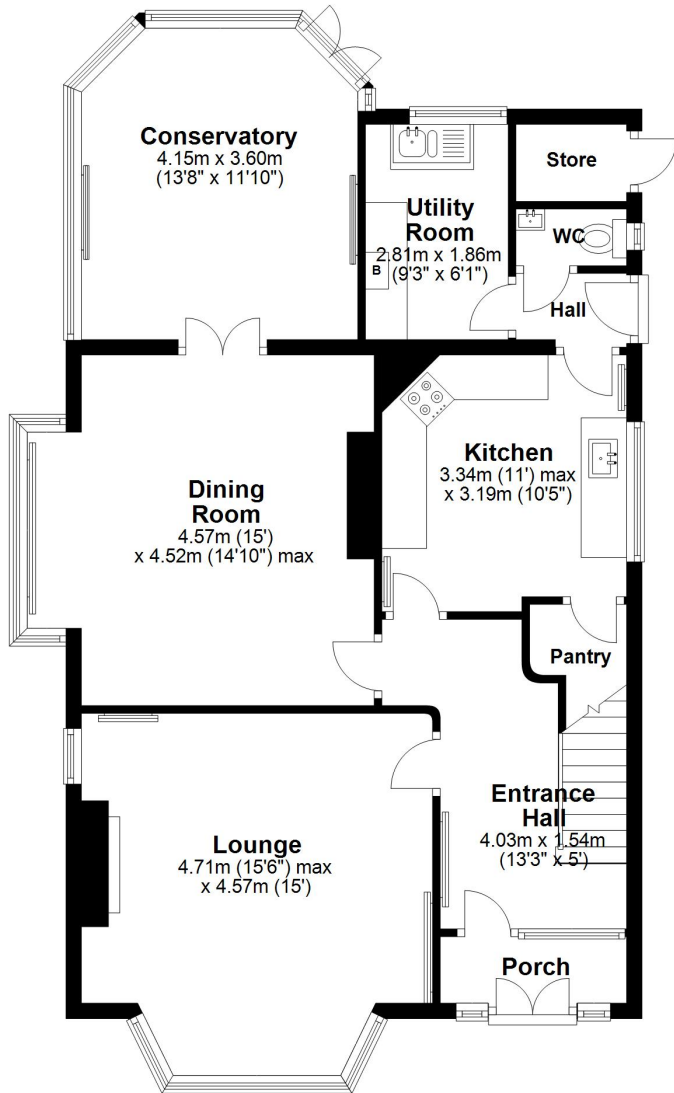 Conservatory
4.15m x 3.60m
(13'8" x 11'10")
Store
Utility
Room
2.81m x 1.86m
(9'3" x 6'1")
B
WC
Hall
Kitchen
3.34m (11') max
x 3.19m (10'5")
Dining
Room
4.57m (15')
x 4.52m (14'10") max
Pantry
Entrance
Hall
4.03m x 1.54m
(13'3" x 5')
Lounge
4.71m (15'6") max
x 4.57m (15')
Porch